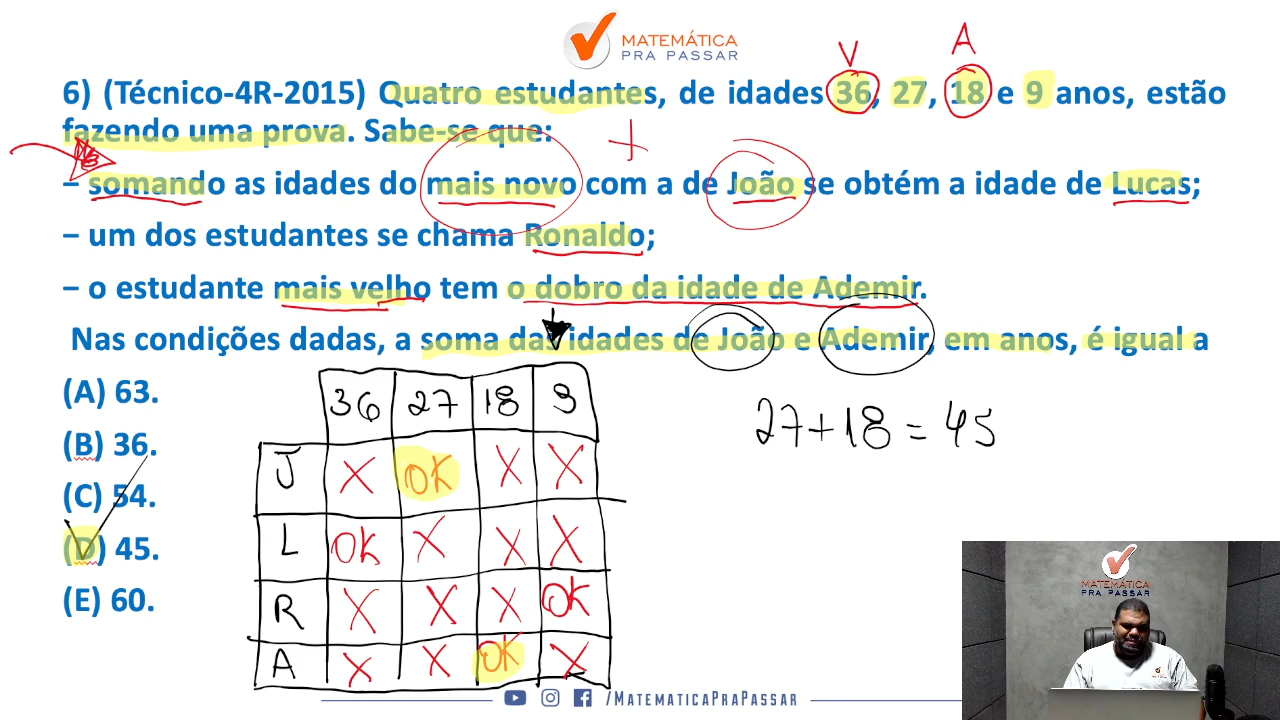 MATEMÁTICA
PRA PASSAR
V
A
6) (Técnico-4R-2015) Quatro estudantes, de idades 36, 27, 18 e 9 anos, estão
fazendo uma prova. Sabe-se que:
+
– somando as idades do mais novo com a de João se obtém a idade de Lucas;
– um dos estudantes se chama Ronaldo;
– o estudante mais velho tem o dobro da idade de Ademir.
Nas condições dadas, a soma das idades de João e Ademir, em anos, é igual a
(A) 63.
(B) 36.
(C) 54.
(D) 45.
(E) 60.
36 27 18 9
J X OK X X
L OK X X X
R X X X OK
A X X OK X
27+18=45
MATEMÁTICA
PRA PASSAR
/MATEMATICAPRAPASSAR